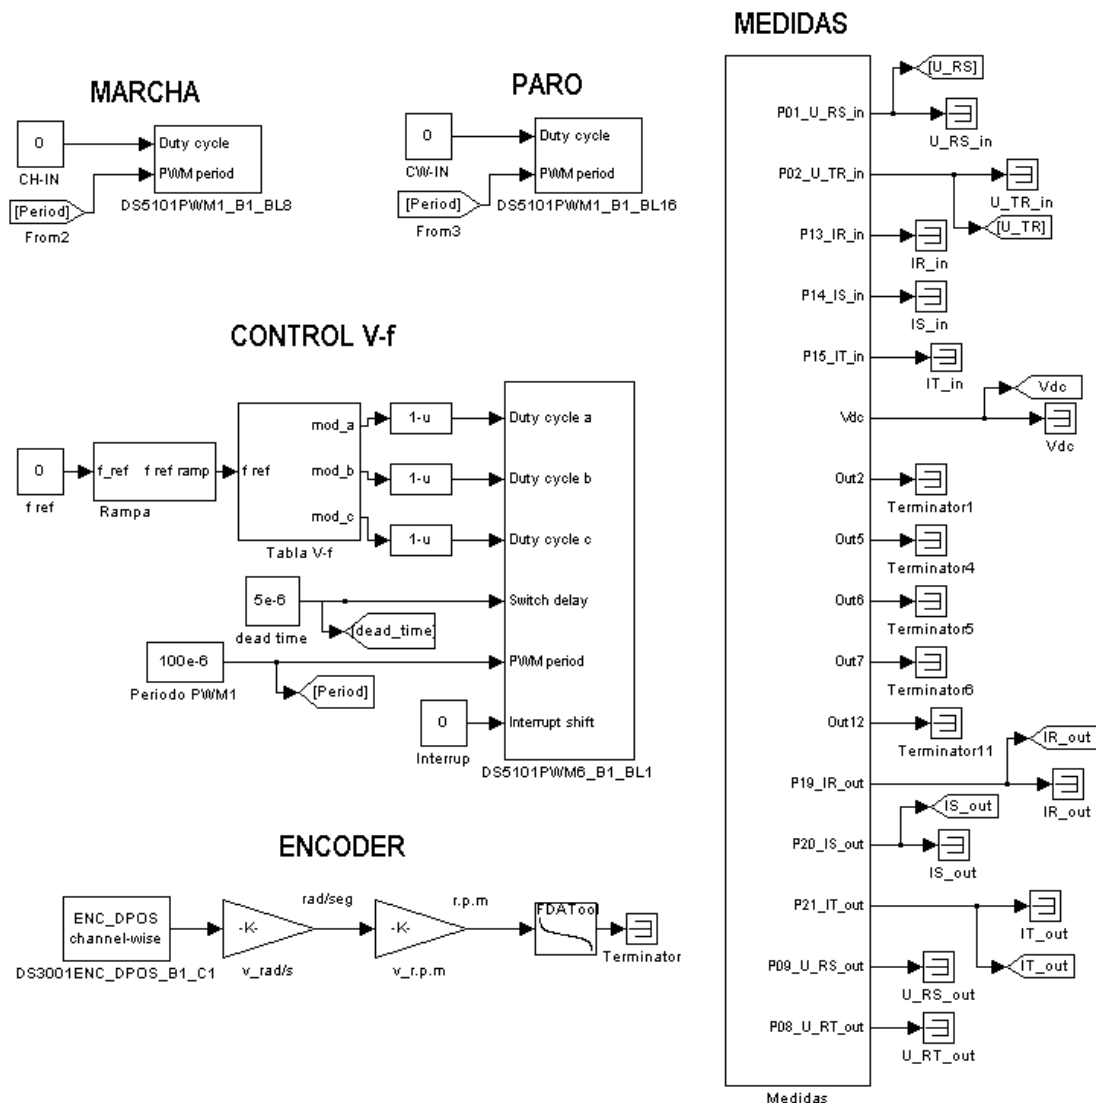 MARCHA
0
CH-IN
[Period]
From2
Duty cycle
PWM period
DS5101PWM1_B1_BL8
PARO
0
CW-IN
[Period]
From3
Duty cycle
PWM period
DS5101PWM1_B1_BL16
CONTROL V-f
0
f ref
f_ref
f ref ramp
Rampa
f ref
mod_a
mod_b
mod_c
Tabla V-f
1-u
1-u
1-u
5e-6
dead time
[dead_time]
100e-6
Periodo PWM1
[Period]
0
Interrup
Duty cycle a
Duty cycle b
Duty cycle c
Switch delay
PWM period
Interrupt shift
DS5101PWM6_B1_BL1
ENCODER
ENC_DPOS
channel-wise
DS3001ENC_DPOS_B1_C1
-K-
v_rad/s
rad/seg
-K-
v_r.p.m
r.p.m
FDATool
Terminator
MEDIDAS
P01_U_RS_in
[U_RS]
U_RS_in
P02_U_TR_in
U_TR_in
[U_TR]
P13_IR_in
IR_in
P14_IS_in
IS_in
P15_IT_in
IT_in
Vdc
Vdc
Vdc
Out2
Terminator1
Out5
Terminator4
Out6
Terminator5
Out7
Terminator6
Out12
Terminator11
P19_IR_out
IR_out
IR_out
P20_IS_out
IS_out
IS_out
P21_IT_out
IT_out
IT_out
P09_U_RS_out
U_RS_out
P08_U_RT_out
U_RT_out
Medidas